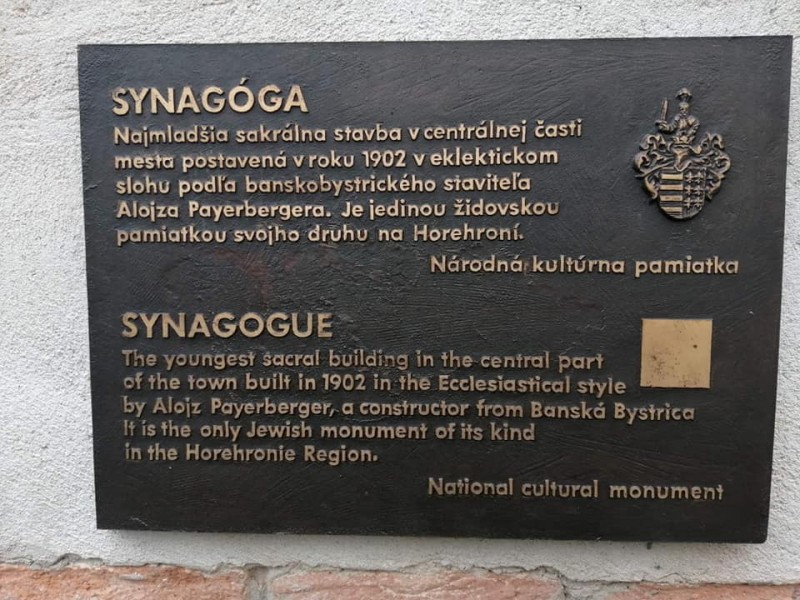 SYNAGÓGA
Najmladšia sakrálna stavba v centrálnej časti
mesta postavená v roku 1902 v eklektickom
slohu podľa banskobystrického staviteľa
Alojza Payerbergera. Je jedinou židovskou
pamiatkou svojho druhu na Horehroní.
Národná kultúrna pamiatka
SYNAGOGUE
The youngest sacral building in the central part
of the town built in 1902 in the Ecclesiastical style
by Alojz Payerberger, a constructor from Banská Bystrica
It is the only Jewish monument of its kind
in the Horehronie Region.
National cultural monument